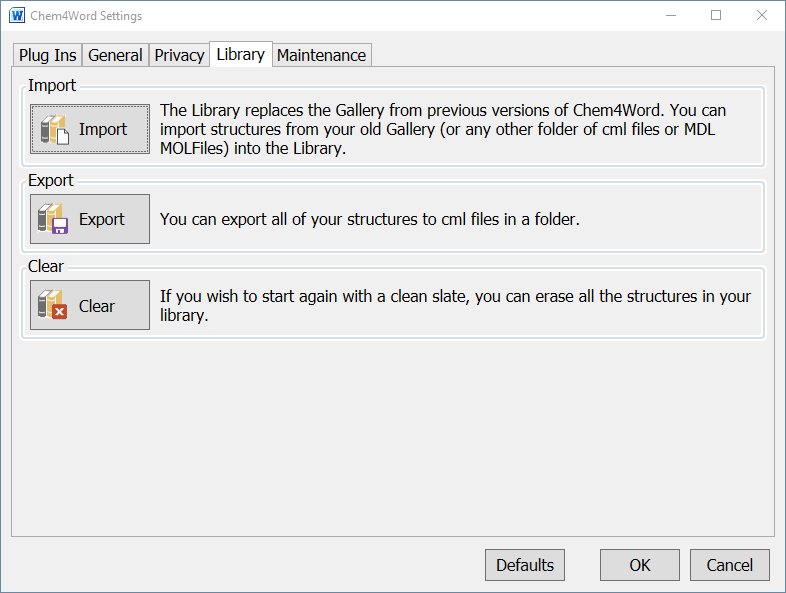 Chem4Word Settings
Plug Ins General Privacy Library Maintenance
Import
Import
The Library replaces the Gallery from previous versions of Chem4Word. You can
import structures from your old Gallery (or any other folder of cml files or MDL
MOLFiles) into the Library.
Export
Export
You can export all of your structures to cml files in a folder.
Clear
Clear
If you wish to start again with a clean slate, you can erase all the structures in your
library.
Defaults OK Cancel